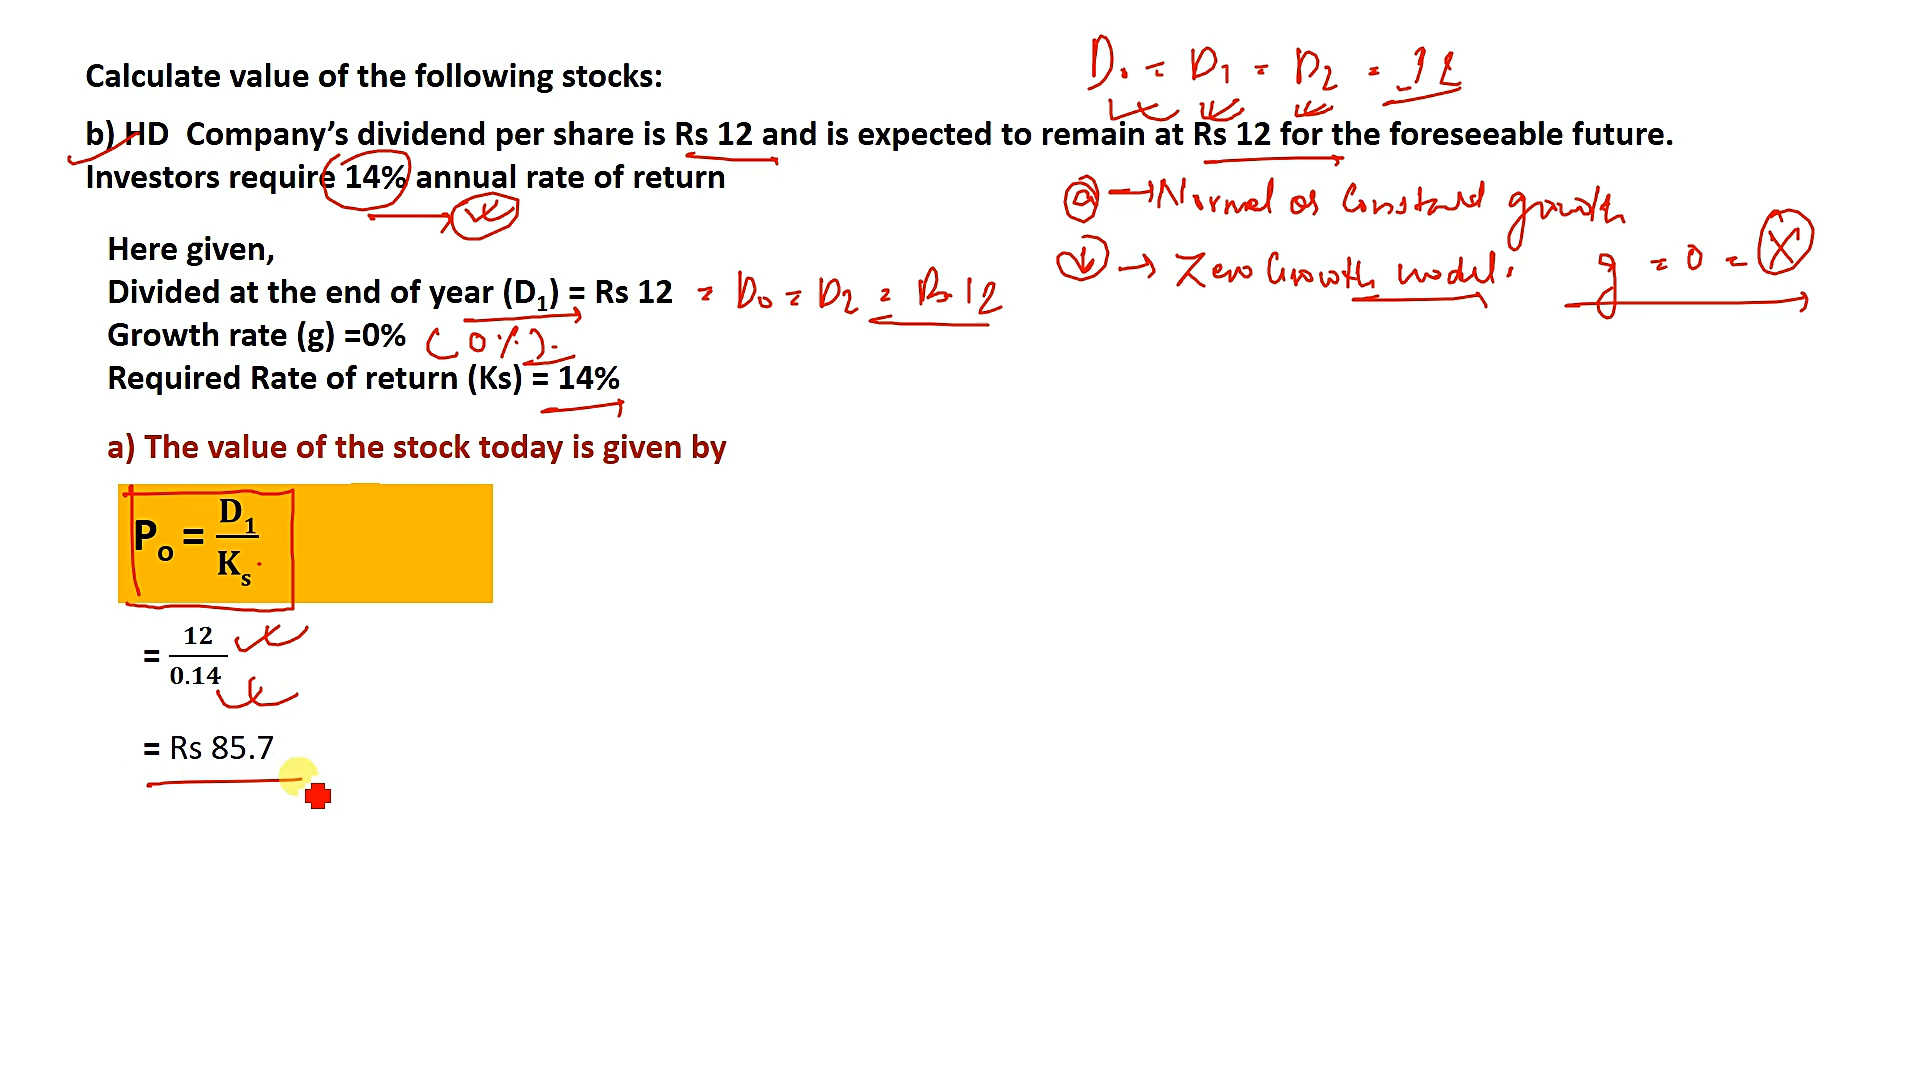 D₀ = D₁ = D₂ = 12
Calculate value of the following stocks:
b) HD Company’s dividend per share is Rs 12 and is expected to remain at Rs 12 for the foreseeable future.
Investors require 14% annual rate of return
a → Normal or Constant growth
→ Zero Growth model. g = 0 = X
Here given,
Divided at the end of year (D₁) = Rs 12 = D₀ = D₂ = Rs 12
Growth rate (g) =0% (0%).
Required Rate of return (Ks) = 14%
a) The value of the stock today is given by
Pₒ = D₁ / Kₛ
= 12 / 0.14
= Rs 85.7